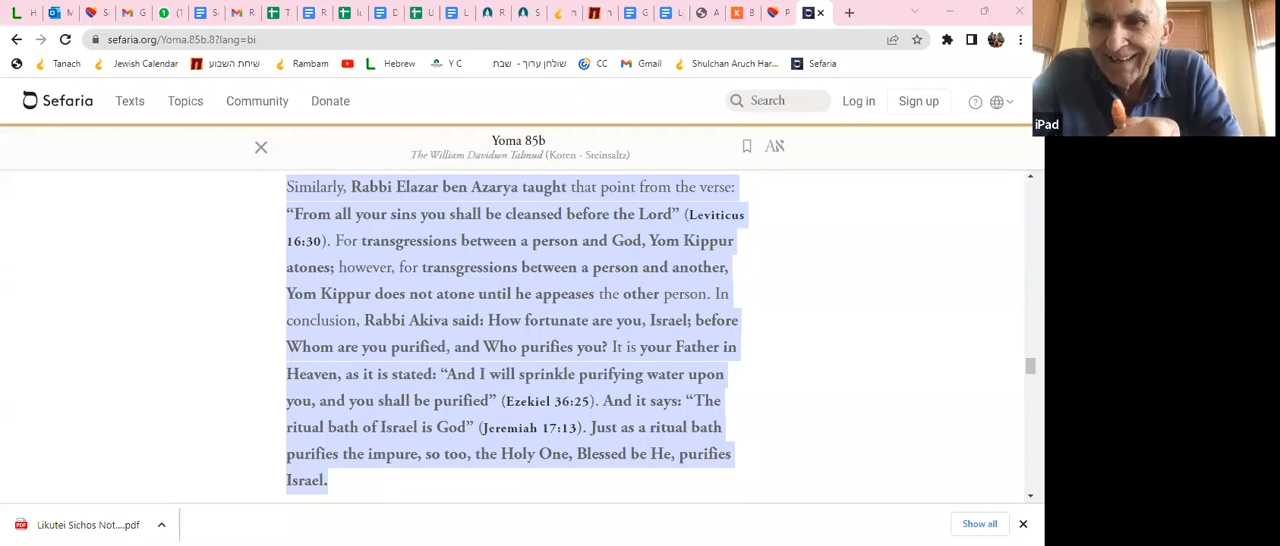 H
M
S
G
(1
S
R
T
R
I
D
U
L
R
S
ה
ר
G
L
A
B
P
sefaria.org/Yoma.85b.8?lang=bi
Tanach Jewish Calendar שיחת השבוע Rambam Hebrew Y C שולחן ערוך - שבת CC Gmail Shulchan Aruch Har... Sefaria
iPad
Sefaria Texts Topics Community Donate Search Log in Sign up
Yoma 85b
The William Davidson Talmud (Koren - Steinsaltz)
Similarly, Rabbi Elazar ben Azarya taught that point from the verse:
“From all your sins you shall be cleansed before the Lord” (Leviticus
16:30). For transgressions between a person and God, Yom Kippur
atones; however, for transgressions between a person and another,
Yom Kippur does not atone until he appeases the other person. In
conclusion, Rabbi Akiva said: How fortunate are you, Israel; before
Whom are you purified, and Who purifies you? It is your Father in
Heaven, as it is stated: “And I will sprinkle purifying water upon
you, and you shall be purified” (Ezekiel 36:25). And it says: “The
ritual bath of Israel is God” (Jeremiah 17:13). Just as a ritual bath
purifies the impure, so too, the Holy One, Blessed be He, purifies
Israel.
Likutei Sichos Not....pdf Show all